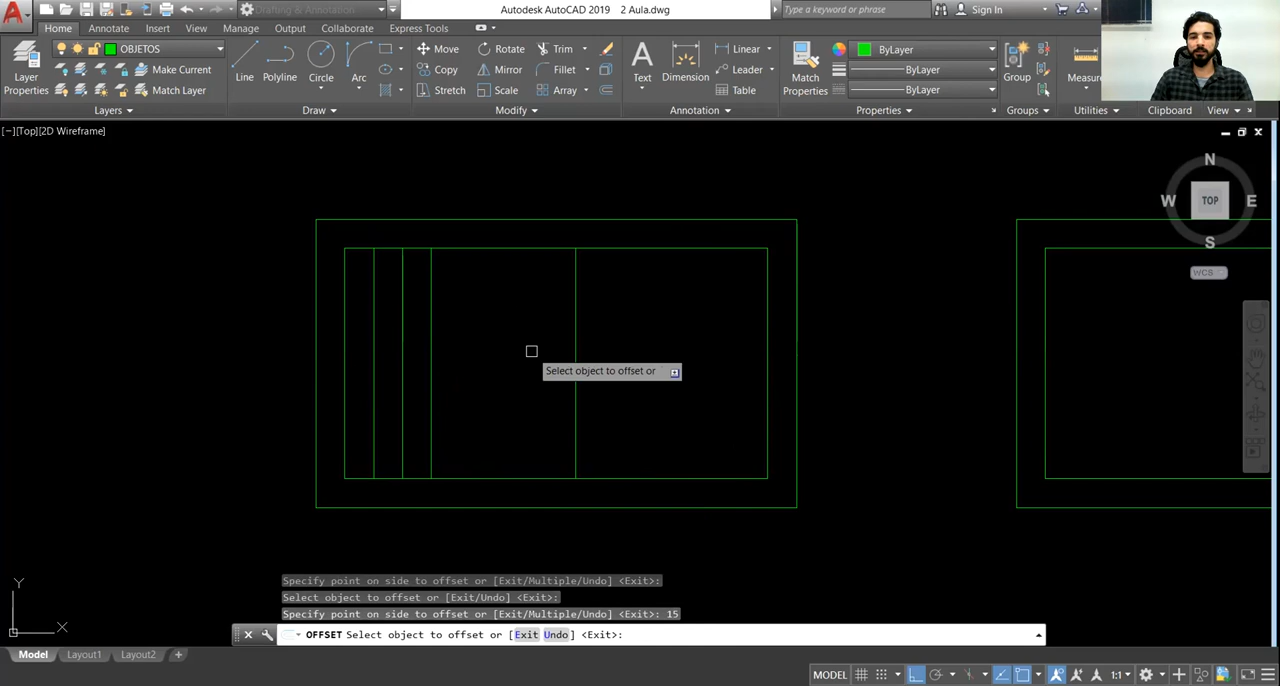 Drafting & Annotation
Autodesk AutoCAD 2019 2 Aula.dwg
Type a keyword or phrase
Sign In
Home Annotate Insert View Manage Output Collaborate Express Tools
Layer Properties
OBJETOS
Make Current
Match Layer
Layers
Line
Polyline
Circle
Arc
Draw
Move
Rotate
Trim
Copy
Mirror
Fillet
Stretch
Scale
Array
Modify
Text
Dimension
Linear
Leader
Table
Annotation
Match Properties
ByLayer
ByLayer
ByLayer
Properties
Group
Groups
Measure
Utilities
Clipboard
View
[−][Top][2D Wireframe]
N
W TOP E
S
WCS
Select object to offset or
Specify point on side to offset or [Exit/Multiple/Undo] <Exit>:
Select object to offset or [Exit/Undo] <Exit>:
Specify point on side to offset or [Exit/Multiple/Undo] <Exit>: 15
OFFSET Select object to offset or [Exit Undo] <Exit>:
Y
X
Model Layout1 Layout2 +
MODEL
1:1